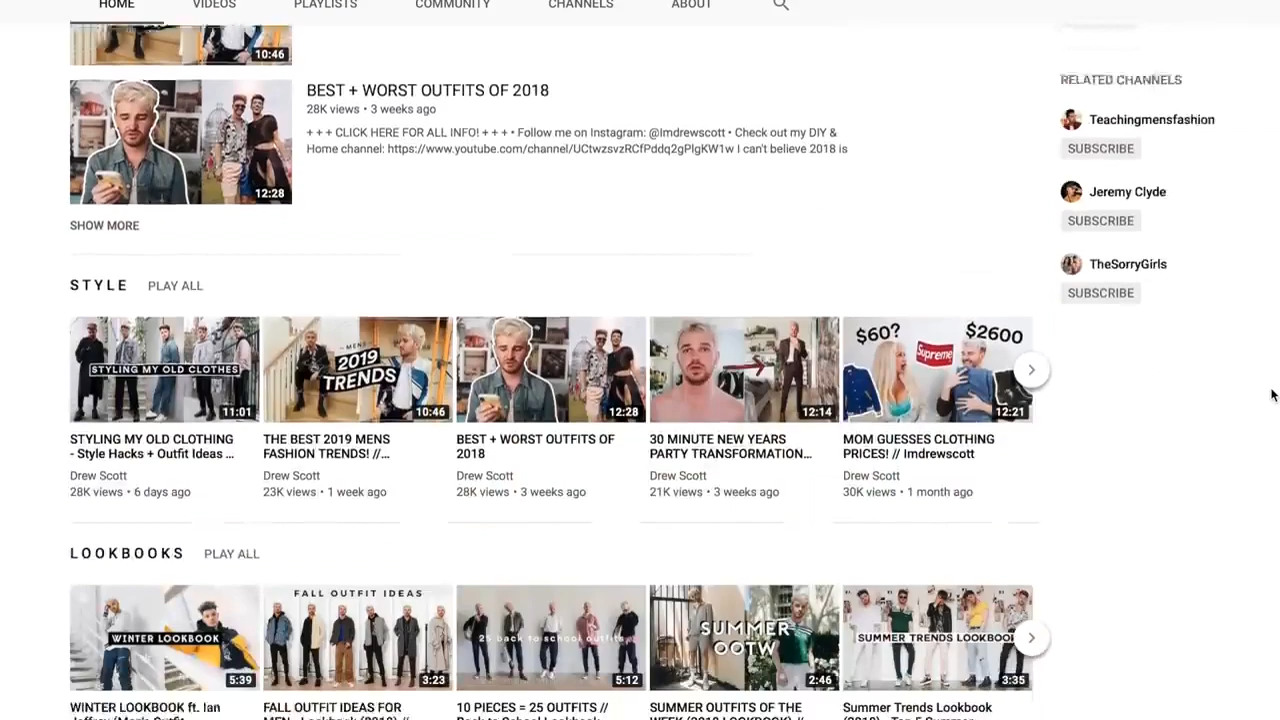 HOME VIDEOS PLAYLISTS COMMUNITY CHANNELS ABOUT
10:46
BEST + WORST OUTFITS OF 2018
28K views • 3 weeks ago
+ + + CLICK HERE FOR ALL INFO! + + + • Follow me on Instagram: @Imdrewscott • Check out my DIY &
Home channel: https://www.youtube.com/channel/UCtwzsvzRCfPddq2gPlgKW1w I can't believe 2018 is
12:28
SHOW MORE
RELATED CHANNELS
Teachingmensfashion
SUBSCRIBE
Jeremy Clyde
SUBSCRIBE
TheSorryGirls
SUBSCRIBE
STYLE PLAY ALL
STYLING MY OLD CLOTHES
11:01
MENS
2019
TRENDS
10:46
12:28
12:14
$60? $2600
Supreme
12:21
STYLING MY OLD CLOTHING
- Style Hacks + Outfit Ideas ...
Drew Scott
28K views • 6 days ago
THE BEST 2019 MENS
FASHION TRENDS! //...
Drew Scott
23K views • 1 week ago
BEST + WORST OUTFITS OF
2018
Drew Scott
28K views • 3 weeks ago
30 MINUTE NEW YEARS
PARTY TRANSFORMATION...
Drew Scott
21K views • 3 weeks ago
MOM GUESSES CLOTHING
PRICES! // Imdrewscott
Drew Scott
30K views • 1 month ago
LOOKBOOKS PLAY ALL
WINTER LOOKBOOK
5:39
FALL OUTFIT IDEAS
3:23
25 back to school outfits
5:12
SUMMER
OOTW
2:46
SUMMER TRENDS LOOKBOOK
3:35
WINTER LOOKBOOK ft. Ian
FALL OUTFIT IDEAS FOR
10 PIECES = 25 OUTFITS //
SUMMER OUTFITS OF THE
Summer Trends Lookbook